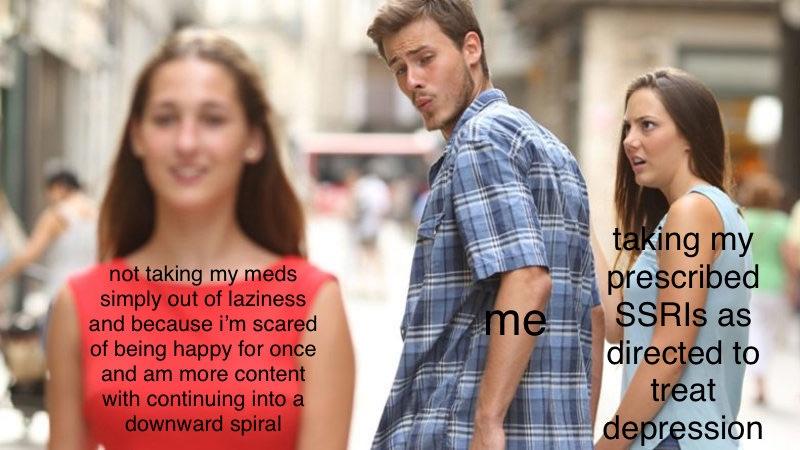 not taking my meds
simply out of laziness
and because i'm scared
of being happy for once
and am more content
with continuing into a
downward spiral
me
taking my
prescribed
SSRIs as
directed to
treat
depression